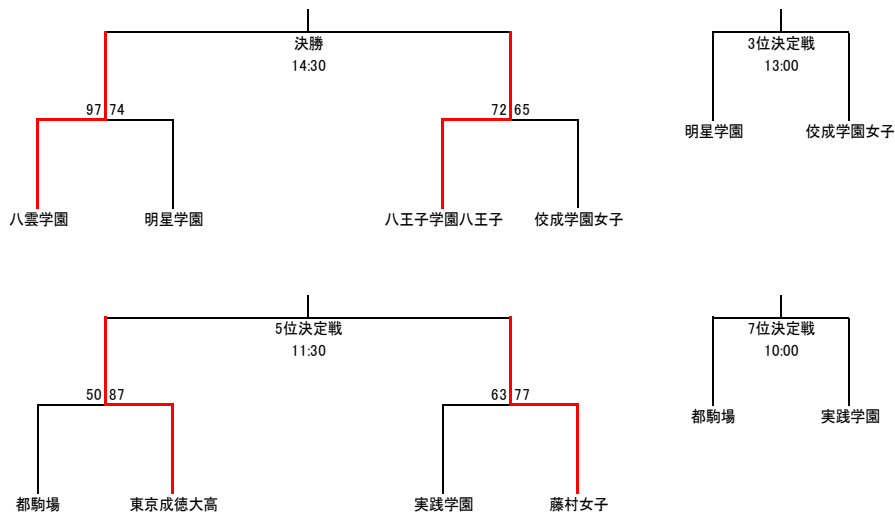 決勝
14:30
97 74
72 65
八雲学園
明星学園
八王子学園八王子
佼成学園女子
3位決定戦
13:00
明星学園
佼成学園女子
5位決定戦
11:30
50 87
63 77
都駒場
東京成徳大高
実践学園
藤村女子
7位決定戦
10:00
都駒場
実践学園